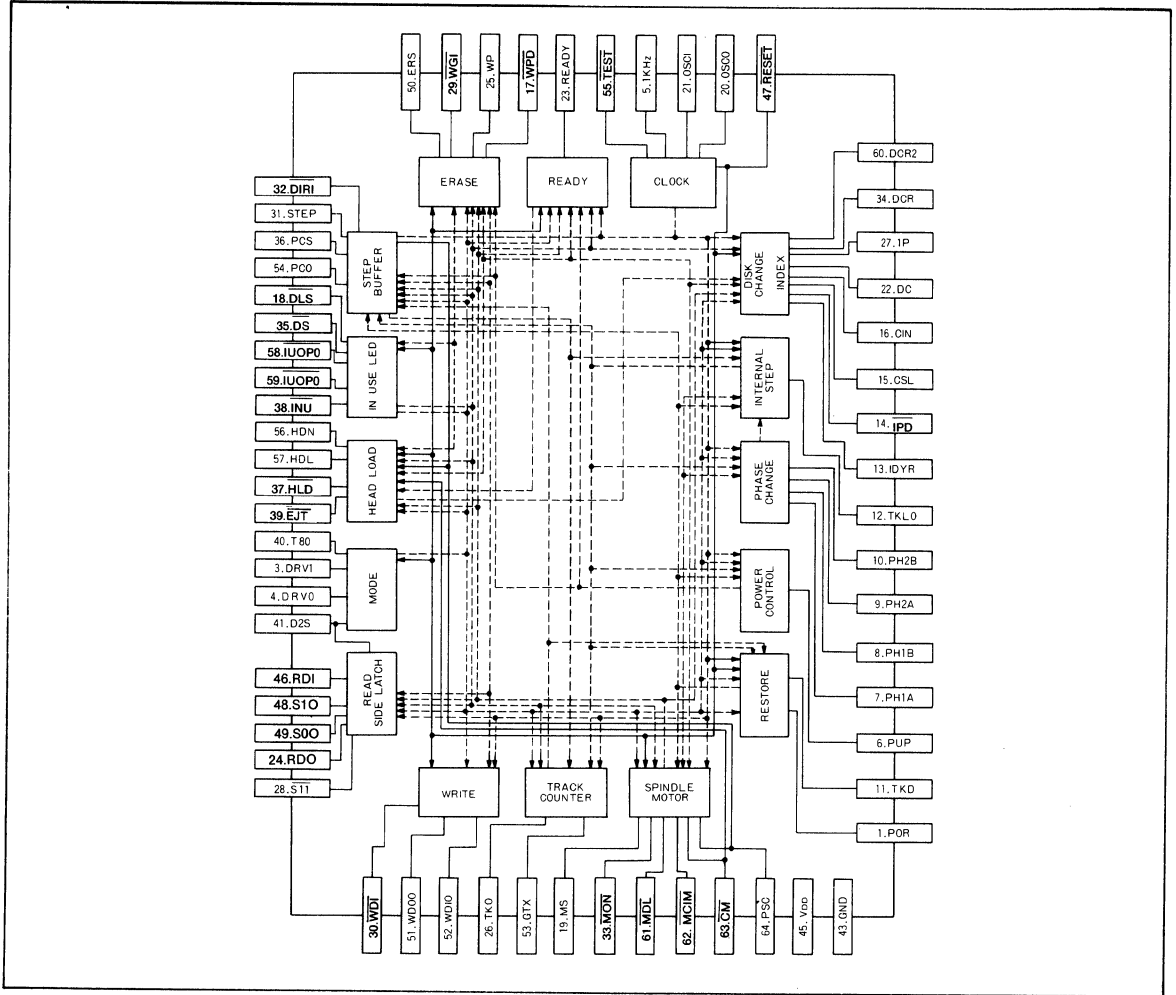 50.ERS
29.WGI
25.WP
17.WPD
23.READY
55.TEST
5.1KHz
21.OSCI
20.OSCO
47.RESET
ERASE
READY
CLOCK
32.DIRI
31.STEP
36.PCS
54.PCO
18.DLS
35.DS
58.IUOP0
59.IUOP0
38.INU
56.HDN
57.HDL
37.HLD
39.EJT
40.T80
3.DRV1
4.DRV0
41.D2S
46.RDI
48.S1O
49.S0O
24.RDO
28.S11
STEP
BUFFER
IN USE LED
HEAD LOAD
MODE
READ
SIDE LATCH
DISK
CHANGE
INDEX
INTERNAL
STEP
PHASE
CHANGE
POWER
CONTROL
RESTORE
60.DCR2
34.DCR
27.1P
22.DC
16.CIN
15.CSL
14.IPD
13.IDYR
12.TKL0
10.PH2B
9.PH2A
8.PH1B
7.PH1A
6.PUP
11.TKD
1.POR
WRITE
TRACK
COUNTER
SPINDLE
MOTOR
30.WDI
51.WDOO
52.WDIO
26.TKO
53.GTX
19.MS
33.MON
61.MDL
62.MCIM
63.CM
64.PSC
45.VDD
43.GND